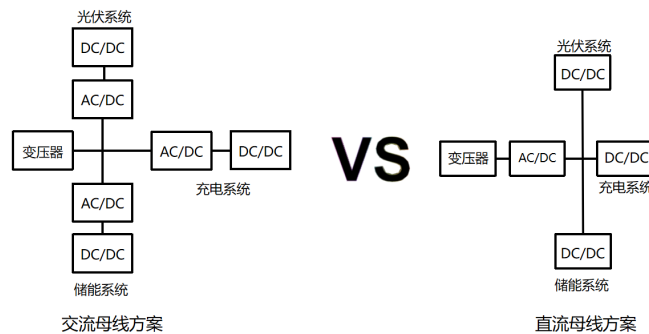 光伏系统
DC/DC
AC/DC
变压器
AC/DC
DC/DC
充电系统
AC/DC
DC/DC
储能系统
交流母线方案
VS
光伏系统
DC/DC
变压器
AC/DC
DC/DC
充电系统
DC/DC
储能系统
直流母线方案